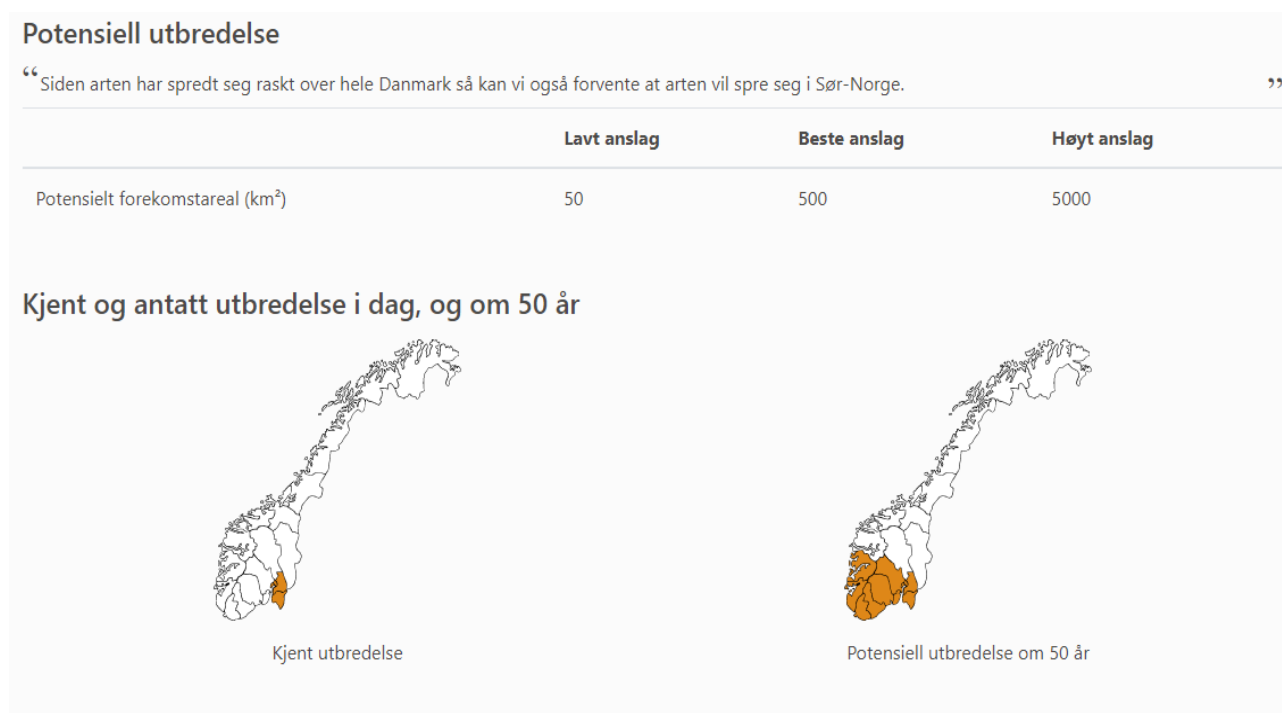 Potensiell utbredelse
“Siden arten har spredt seg raskt over hele Danmark så kan vi også forvente at arten vil spre seg i Sør-Norge. ”
Lavt anslag Beste anslag Høyt anslag
Potensielt forekomstareal (km²) 50 500 5000
Kjent og antatt utbredelse i dag, og om 50 år
Kjent utbredelse Potensiell utbredelse om 50 år